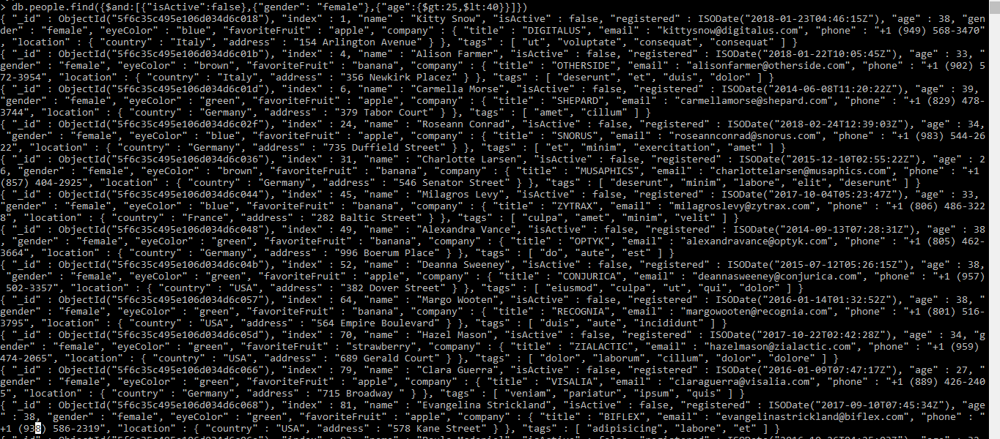 > db.people.find({$and:[{"isActive":false},{"gender": "female"},{"age":{$gt:25,$lt:40}}]})
{ "_id" : ObjectId("5f6c35c495e106d034d6c018"), "index" : 1, "name" : "Kitty Snow", "isActive" : false, "registered" : ISODate("2018-01-23T04:46:15Z"), "age" : 38, "gen
der" : "female", "eyeColor" : "blue", "favoriteFruit" : "apple", "company" : { "title" : "DIGITALUS", "email" : "kittysnow@digitalus.com", "phone" : "+1 (949) 568-3470"
, "location" : { "country" : "Italy", "address" : "154 Arlington Avenue" } }, "tags" : [ "ut", "voluptate", "consequat", "consequat" ] }
{ "_id" : ObjectId("5f6c35c495e106d034d6c01b"), "index" : 4, "name" : "Alison Farmer", "isActive" : false, "registered" : ISODate("2018-01-22T10:05:45Z"), "age" : 33, "
gender" : "female", "eyeColor" : "brown", "favoriteFruit" : "banana", "company" : { "title" : "OTHERSIDE", "email" : "alisonfarmer@otherside.com", "phone" : "+1 (902) 5
72-3954", "location" : { "country" : "Italy", "address" : "356 Newkirk Placez" } }, "tags" : [ "deserunt", "et", "duis", "dolor" ] }
{ "_id" : ObjectId("5f6c35c495e106d034d6c01d"), "index" : 6, "name" : "Carmella Morse", "isActive" : false, "registered" : ISODate("2014-06-08T11:20:22Z"), "age" : 39, 
"gender" : "female", "eyeColor" : "green", "favoriteFruit" : "apple", "company" : { "title" : "SHEPARD", "email" : "carmellamorse@shepard.com", "phone" : "+1 (829) 478-
3744", "location" : { "country" : "Germany", "address" : "379 Tabor Court" } }, "tags" : [ "amet", "cillum" ] }
{ "_id" : ObjectId("5f6c35c495e106d034d6c02f"), "index" : 24, "name" : "Roseann Conrad", "isActive" : false, "registered" : ISODate("2018-02-24T12:39:03Z"), "age" : 34,
 "gender" : "female", "eyeColor" : "blue", "favoriteFruit" : "apple", "company" : { "title" : "SNORUS", "email" : "roseannconrad@snorus.com", "phone" : "+1 (983) 544-26
22", "location" : { "country" : "Germany", "address" : "735 Duffield Street" } }, "tags" : [ "et", "minim", "exercitation", "amet" ] }
{ "_id" : ObjectId("5f6c35c495e106d034d6c036"), "index" : 31, "name" : "Charlotte Larsen", "isActive" : false, "registered" : ISODate("2015-12-10T02:55:22Z"), "age" : 2
6, "gender" : "female", "eyeColor" : "brown", "favoriteFruit" : "banana", "company" : { "title" : "MUSAPHICS", "email" : "charlottelarsen@musaphics.com", "phone" : "+1 
(857) 404-2925", "location" : { "country" : "Germany", "address" : "546 Senator Street" } }, "tags" : [ "deserunt", "minim", "labore", "elit", "deserunt" ] }
{ "_id" : ObjectId("5f6c35c495e106d034d6c044"), "index" : 45, "name" : "Milagros Levy", "isActive" : false, "registered" : ISODate("2017-10-04T05:23:47Z"), "age" : 33, 
"gender" : "female", "eyeColor" : "blue", "favoriteFruit" : "banana", "company" : { "title" : "ZYTRAX", "email" : "milagroslevy@zytrax.com", "phone" : "+1 (806) 486-322
8", "location" : { "country" : "France", "address" : "282 Baltic Street" } }, "tags" : [ "culpa", "amet", "minim", "velit" ] }
{ "_id" : ObjectId("5f6c35c495e106d034d6c048"), "index" : 49, "name" : "Alexandra Vance", "isActive" : false, "registered" : ISODate("2014-09-13T07:28:31Z"), "age" : 38
, "gender" : "female", "eyeColor" : "green", "favoriteFruit" : "banana", "company" : { "title" : "OPTYK", "email" : "alexandravance@optyk.com", "phone" : "+1 (805) 462-
3664", "location" : { "country" : "Germany", "address" : "996 Boerum Place" } }, "tags" : [ "do", "aute", "est" ] }
{ "_id" : ObjectId("5f6c35c495e106d034d6c04b"), "index" : 52, "name" : "Deanna Sweeney", "isActive" : false, "registered" : ISODate("2015-07-12T05:26:15Z"), "age" : 38,
 "gender" : "female", "eyeColor" : "green", "favoriteFruit" : "apple", "company" : { "title" : "CONJURICA", "email" : "deannasweeney@conjurica.com", "phone" : "+1 (957)
 502-3357", "location" : { "country" : "USA", "address" : "382 Dover Street" } }, "tags" : [ "eiusmod", "culpa", "ut", "qui", "dolor" ] }
{ "_id" : ObjectId("5f6c35c495e106d034d6c057"), "index" : 64, "name" : "Margo Wooten", "isActive" : false, "registered" : ISODate("2016-01-14T01:32:52Z"), "age" : 38, "
gender" : "female", "eyeColor" : "green", "favoriteFruit" : "banana", "company" : { "title" : "RECOGNIA", "email" : "margowooten@recognia.com", "phone" : "+1 (801) 516-
3795", "location" : { "country" : "USA", "address" : "564 Empire Boulevard" } }, "tags" : [ "duis", "aute", "incididunt" ] }
{ "_id" : ObjectId("5f6c35c495e106d034d6c05d"), "index" : 70, "name" : "Hazel Mason", "isActive" : false, "registered" : ISODate("2017-10-22T02:42:28Z"), "age" : 34, "g
ender" : "female", "eyeColor" : "green", "favoriteFruit" : "strawberry", "company" : { "title" : "ZIALACTIC", "email" : "hazelmason@zialactic.com", "phone" : "+1 (959) 
474-2065", "location" : { "country" : "USA", "address" : "689 Gerald Court" } }, "tags" : [ "dolor", "laborum", "cillum", "dolor", "dolore" ] }
{ "_id" : ObjectId("5f6c35c495e106d034d6c066"), "index" : 79, "name" : "Clara Guerra", "isActive" : false, "registered" : ISODate("2016-01-09T07:47:17Z"), "age" : 27, "
gender" : "female", "eyeColor" : "green", "favoriteFruit" : "apple", "company" : { "title" : "VISALIA", "email" : "claraguerra@visalia.com", "phone" : "+1 (889) 426-240
5", "location" : { "country" : "Germany", "address" : "715 Broadway " } }, "tags" : [ "veniam", "pariatur", "ipsum", "quis" ] }
{ "_id" : ObjectId("5f6c35c495e106d034d6c068"), "index" : 81, "name" : "Evangelina Strickland", "isActive" : false, "registered" : ISODate("2017-09-10T07:45:34Z"), "age
" : 38, "gender" : "female", "eyeColor" : "green", "favoriteFruit" : "apple", "company" : { "title" : "BIFLEX", "email" : "evangelinastrickland@biflex.com", "phone" : "
+1 (938) 586-2319", "location" : { "country" : "USA", "address" : "578 Kane Street" } }, "tags" : [ "adipisicing", "labore", "et" ] }